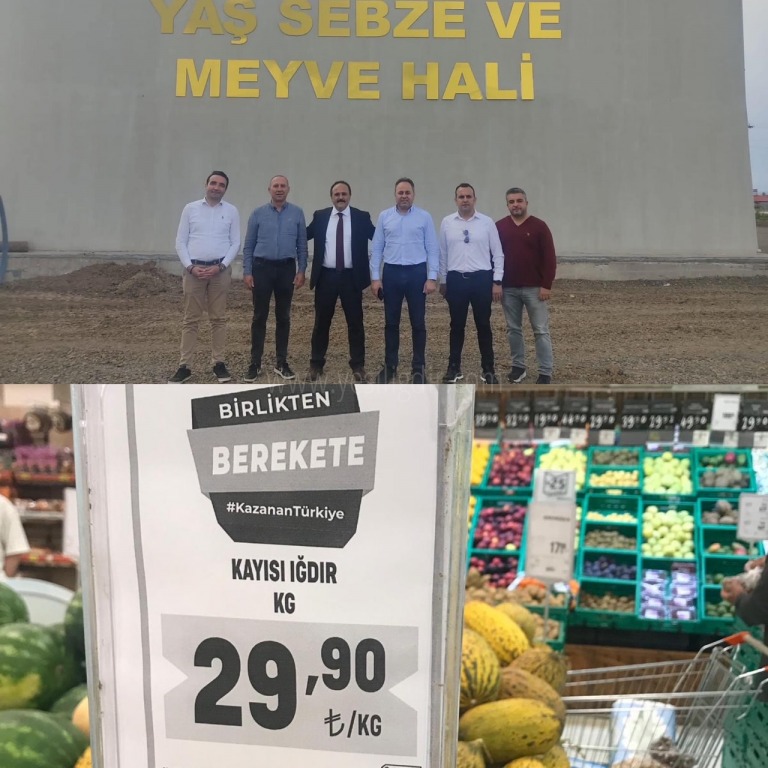 YAŞ SEBZE VE
MEYVE HALİ
BİRLİKTEN
BEREKETE
#KazananTürkiye
KAYISI IĞDIR
KG
29,90
₺/KG